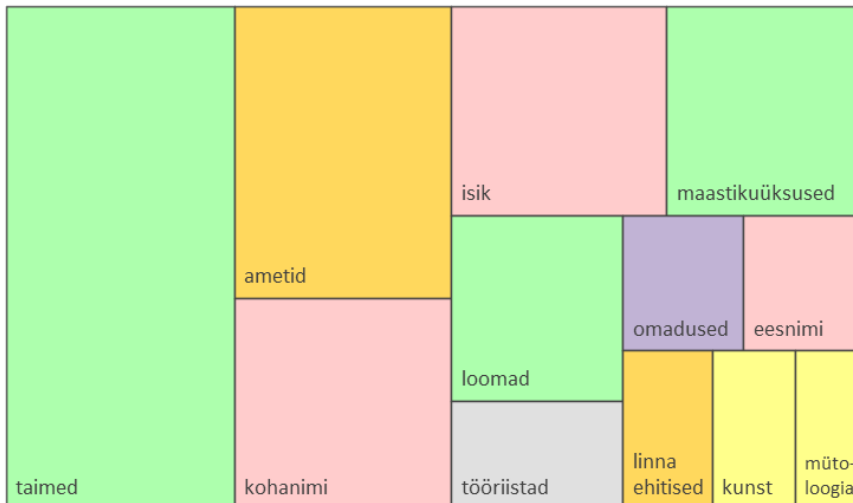 isik
maastikuüksused
ametid
omadused
eesnimi
loomad
linna
ehitised
taimed
kohanimi
tööriistad
kunst
müto-
loogia